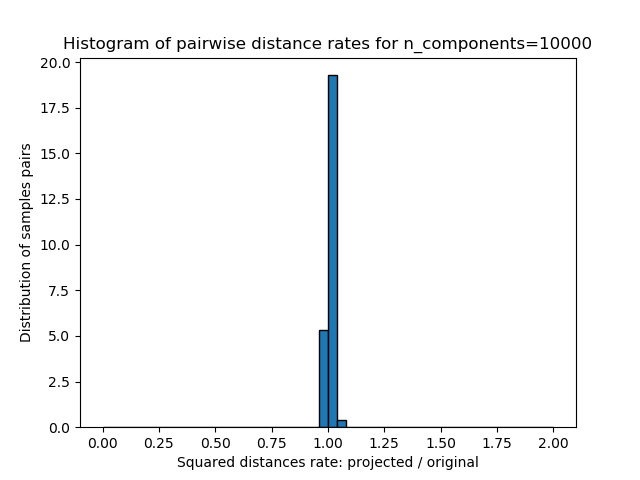 Histogram of pairwise distance rates for n_components=10000
20.0
17.5
15.0
12.5
10.0
7.5
5.0
2.5
0.0
Distribution of samples pairs
0.00 0.25 0.50 0.75 1.00 1.25 1.50 1.75 2.00
Squared distances rate: projected / original